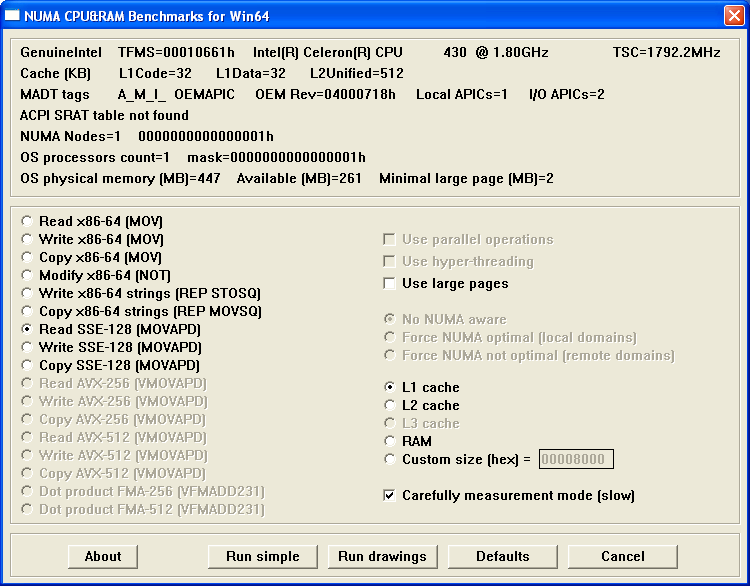 NUMA CPU&RAM Benchmarks for Win64
GenuineIntel TFMS=00010661h Intel(R) Celeron(R) CPU 430 @ 1.80GHz TSC=1792.2MHz
Cache (KB) L1Code=32 L1Data=32 L2Unified=512
MADT tags A_M_I_ OEMAPIC OEM Rev=04000718h Local APICs=1 I/O APICs=2
ACPI SRAT table not found
NUMA Nodes=1 0000000000000001h
OS processors count=1 mask=0000000000000001h
OS physical memory (MB)=447 Available (MB)=261 Minimal large page (MB)=2
Read x86-64 (MOV)
Write x86-64 (MOV)
Copy x86-64 (MOV)
Modify x86-64 (NOT)
Write x86-64 strings (REP STOSQ)
Copy x86-64 strings (REP MOVSQ)
Read SSE-128 (MOVAPD)
Write SSE-128 (MOVAPD)
Copy SSE-128 (MOVAPD)
Read AVX-256 (VMOVAPD)
Write AVX-256 (VMOVAPD)
Copy AVX-256 (VMOVAPD)
Read AVX-512 (VMOVAPD)
Write AVX-512 (VMOVAPD)
Copy AVX-512 (VMOVAPD)
Dot product FMA-256 (VFMADD231)
Dot product FMA-512 (VFMADD231)
Use parallel operations
Use hyper-threading
Use large pages
No NUMA aware
Force NUMA optimal (local domains)
Force NUMA not optimal (remote domains)
L1 cache
L2 cache
L3 cache
RAM
Custom size (hex) = 00008000
Carefully measurement mode (slow)
About Run simple Run drawings Defaults Cancel